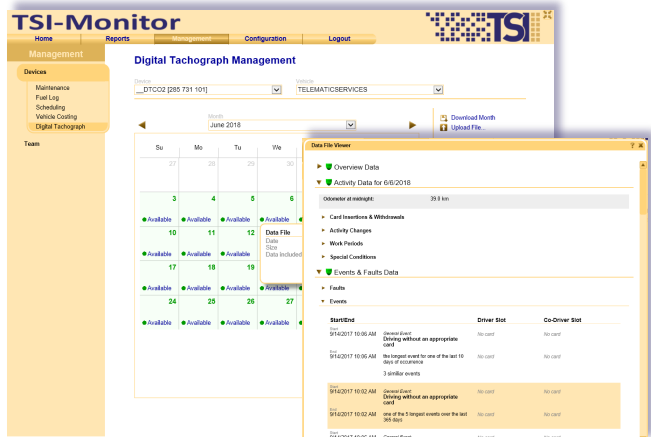 TSI-Monitor
TSI
Home Reports Management Configuration Logout
Management
Devices
Maintenance
Fuel Log
Scheduling
Vehicle Costing
Digital Tachograph
Team
Digital Tachograph Management
Device
__DTCO2 [285 731 101]
Vehicle
TELEMATICSERVICES
Month
June 2018
Download Month
Upload File...
Su Mo Tu We
27 28 29 30
3 4 5 6
Available Available Available Available
10 11 12
Available Available Available
17 18 19
Available Available Available Available
24 25 26 27
Available Available Available Available
Data File
Date
Size
Data Included
Data File Viewer
?
Overview Data
Activity Data for 6/6/2018
Odometer at midnight: 39.0 km
Card Insertions & Withdrawals
Activity Changes
Work Periods
Special Conditions
Events & Faults Data
Faults
Events
Start/End Driver Slot Co-Driver Slot
Start
9/14/2017 10:06 AM General Event: No card No card
Driving without an appropriate
card
End
9/14/2017 10:06 AM the longest event for one of the last 10 No card No card
days of occurrence
3 similiar events
Start
9/14/2017 10:02 AM General Event: No card No card
Driving without an appropriate
card
End
9/14/2017 10:02 AM one of the 5 longest events over the last No card No card
365 days
Start